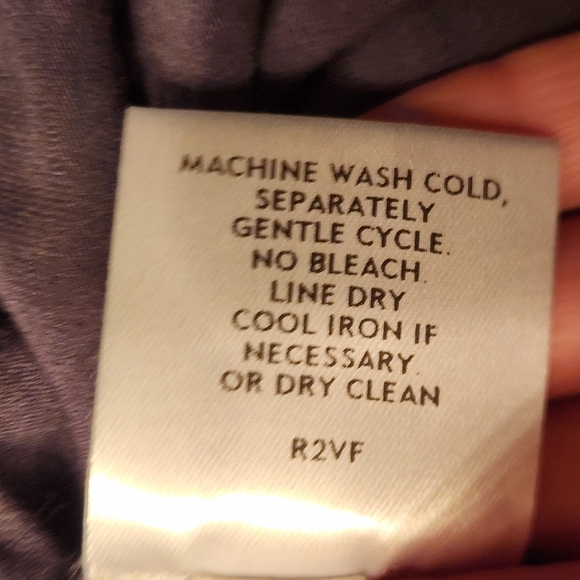 MACHINE WASH COLD,
SEPARATELY
GENTLE CYCLE.
NO BLEACH.
LINE DRY
COOL IRON IF
NECESSARY.
OR DRY CLEAN
R2VF